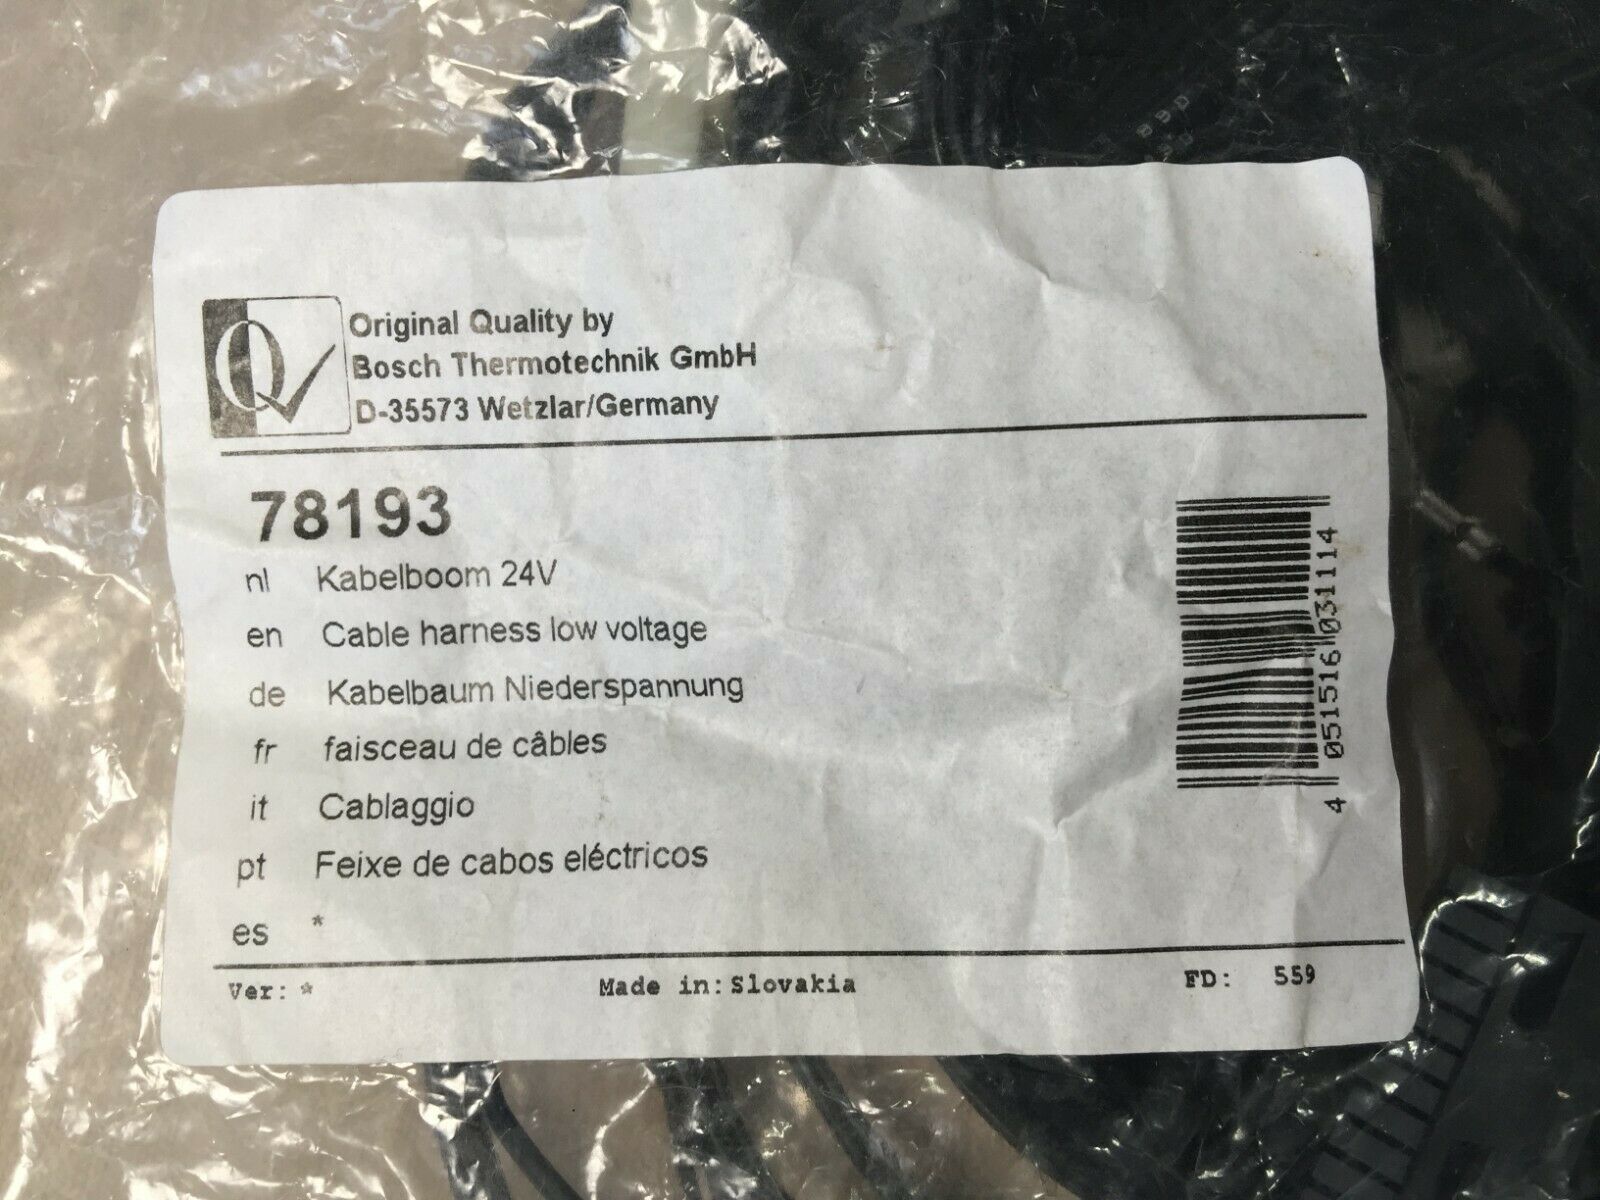 Original Quality by
Bosch Thermotechnik GmbH
D-35573 Wetzlar/Germany
78193
nl Kabelboom 24V
en Cable harness low voltage
de Kabelbaum Niederspannung
fr faisceau de câbles
it Cablaggio
pt Feixe de cabos eléctricos
es *
Ver: * Made in: Slovakia FD: 559
4 051516 031114